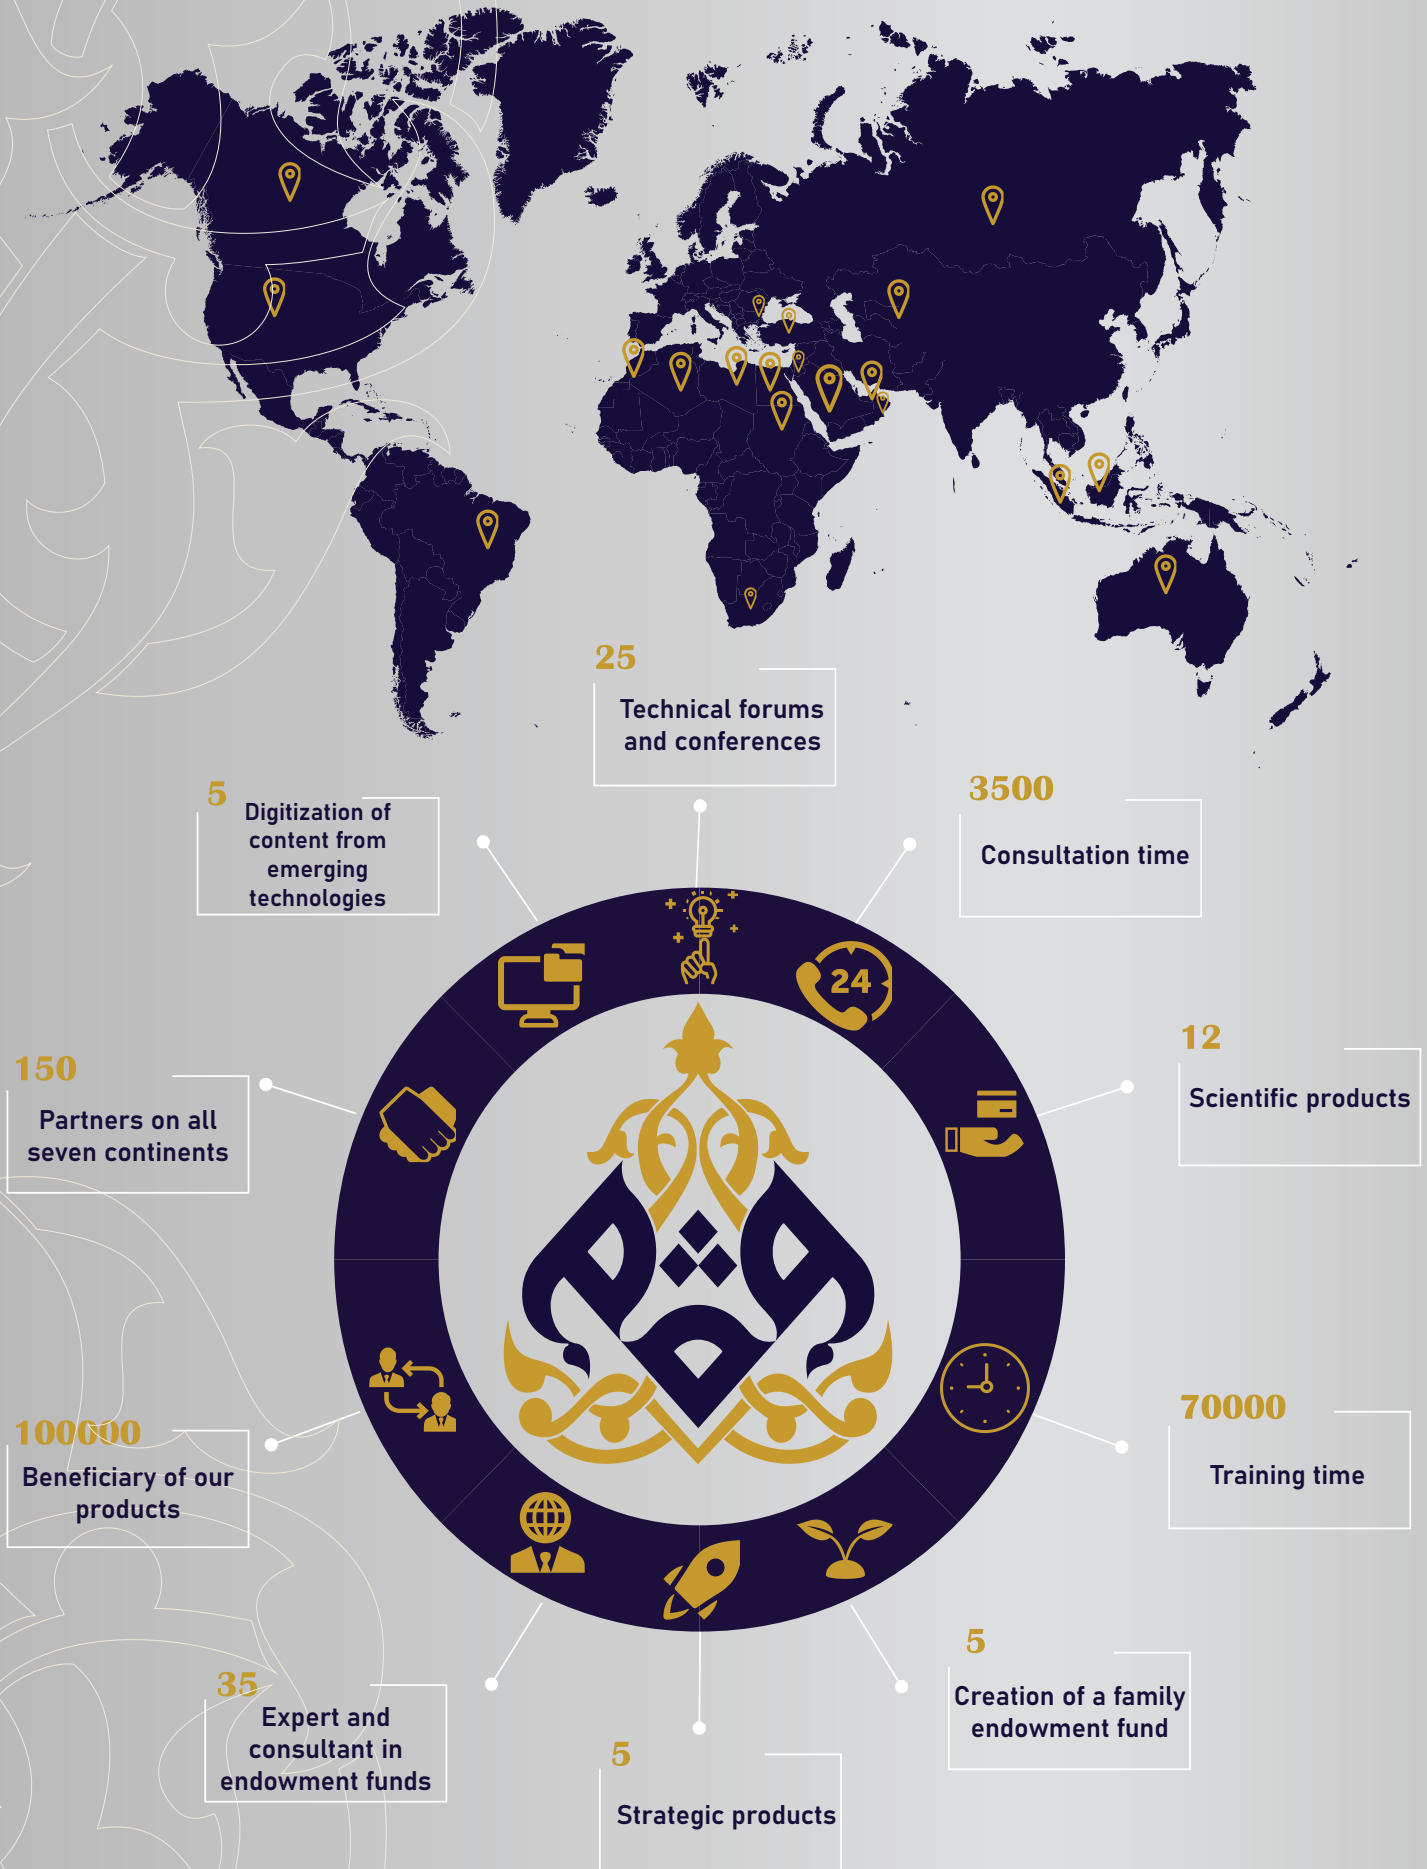 25
Technical forums
and conferences
5
Digitization of
content from
emerging
technologies
3500
Consultation time
24
150
Partners on all
seven continents
12
Scientific products
100000
Beneficiary of our
products
70000
Training time
35
Expert and
consultant in
endowment funds
5
Creation of a family
endowment fund
5
Strategic products